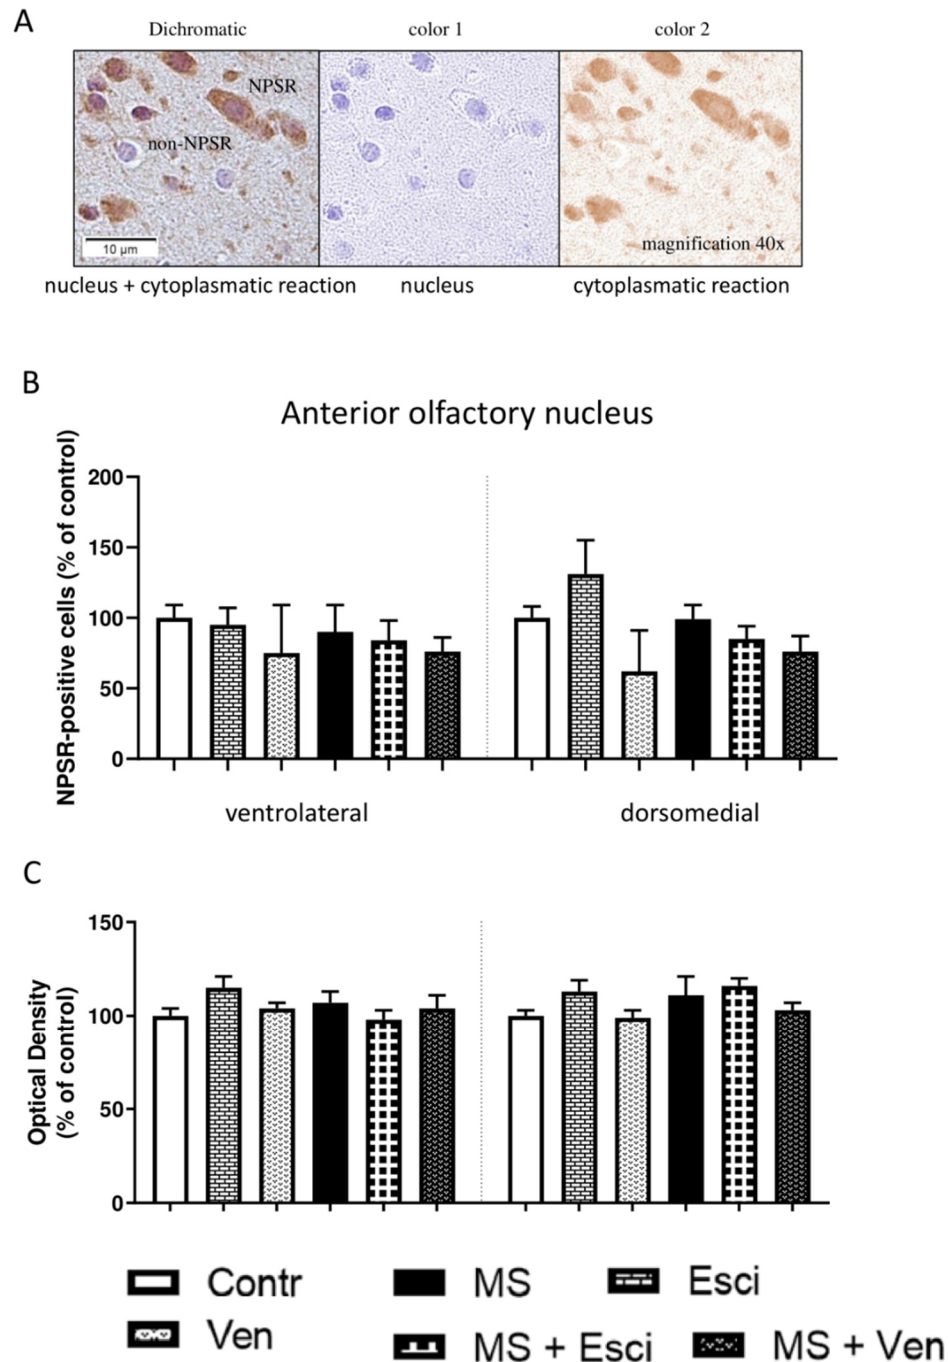 A
Dichromatic color 1 color 2
NPSR
non-NPSR
10 µm
magnification 40x
nucleus + cytoplasmatic reaction nucleus cytoplasmatic reaction
B
Anterior olfactory nucleus
NPSR-positive cells (% of control)
200
150
100
50
0
ventrolateral dorsomedial
C
Optical Density
(% of control)
150
100
50
0
Contr MS Esci
Ven MS + Esci MS + Ven